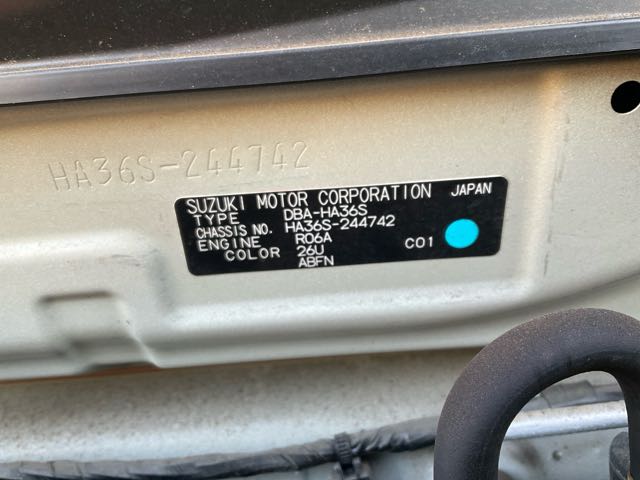 HA36S-244742
SUZUKI MOTOR CORPORATION JAPAN
TYPE DBA-HA36S
CHASSIS NO. HA36S-244742
ENGINE R06A
COLOR 26U C01
ABFN